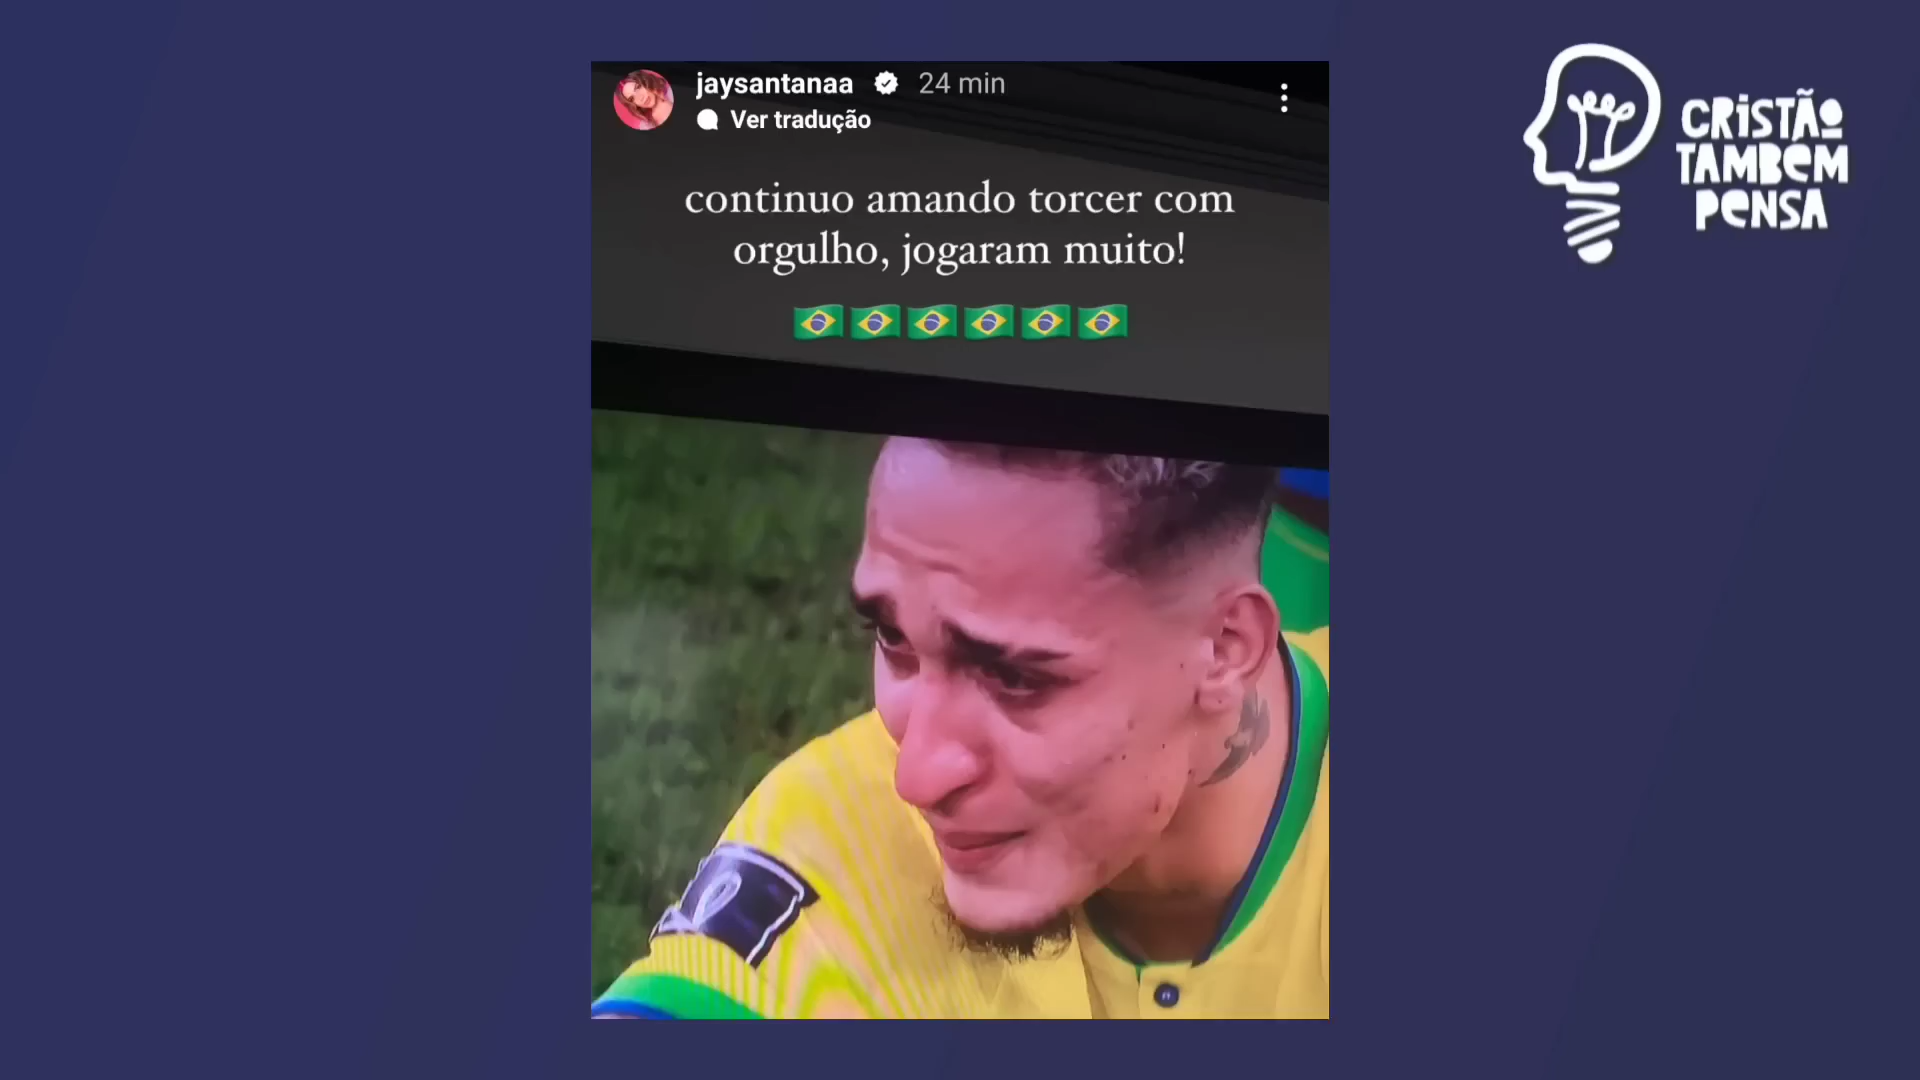 jaysantanaa 24 min
Ver tradução
continuo amando torcer com
orgulho, jogaram muito!
🇧🇷🇧🇷🇧🇷🇧🇷🇧🇷🇧🇷
CRISTÃO
TAMBÉM
PENSA